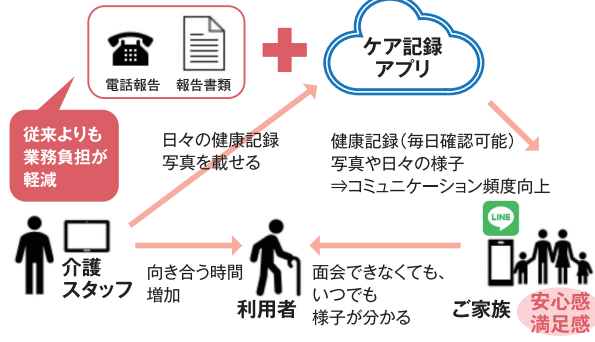 電話報告
報告書類
ケア記録
アプリ
従来よりも
業務負担が
軽減
日々の健康記録
写真を載せる
健康記録（毎日確認可能）
写真や日々の様子
⇒コミュニケーション頻度向上
LINE
介護
スタッフ
向き合う時間
増加
利用者
面会できなくても、
いつでも
様子が分かる
ご家族
安心感
満足感